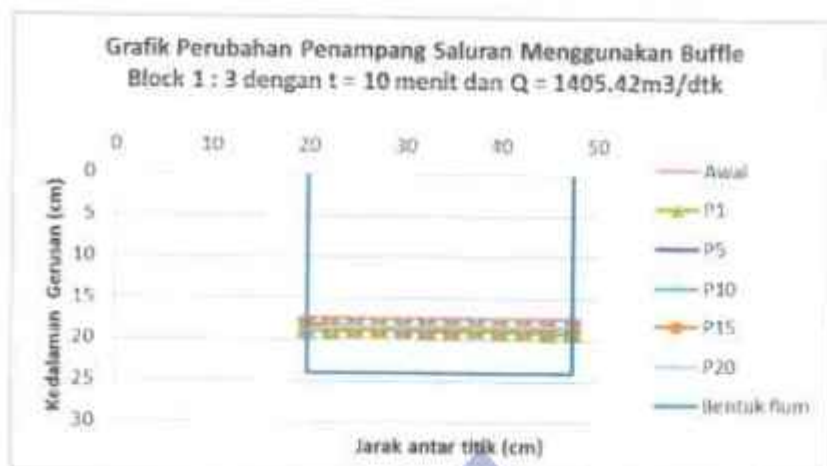 Grafik Perubahan Penampang Saluran Menggunakan Buffle
Block 1 : 3 dengan t = 10 menit dan Q = 1405.42m3/dtk
0 10 20 30 40 50
0
5
10
15
20
25
30
Kedalaman Gerusan (cm)
Jarak antar titik (cm)
Awal
P1
P5
P10
P15
P20
Bentuk flum